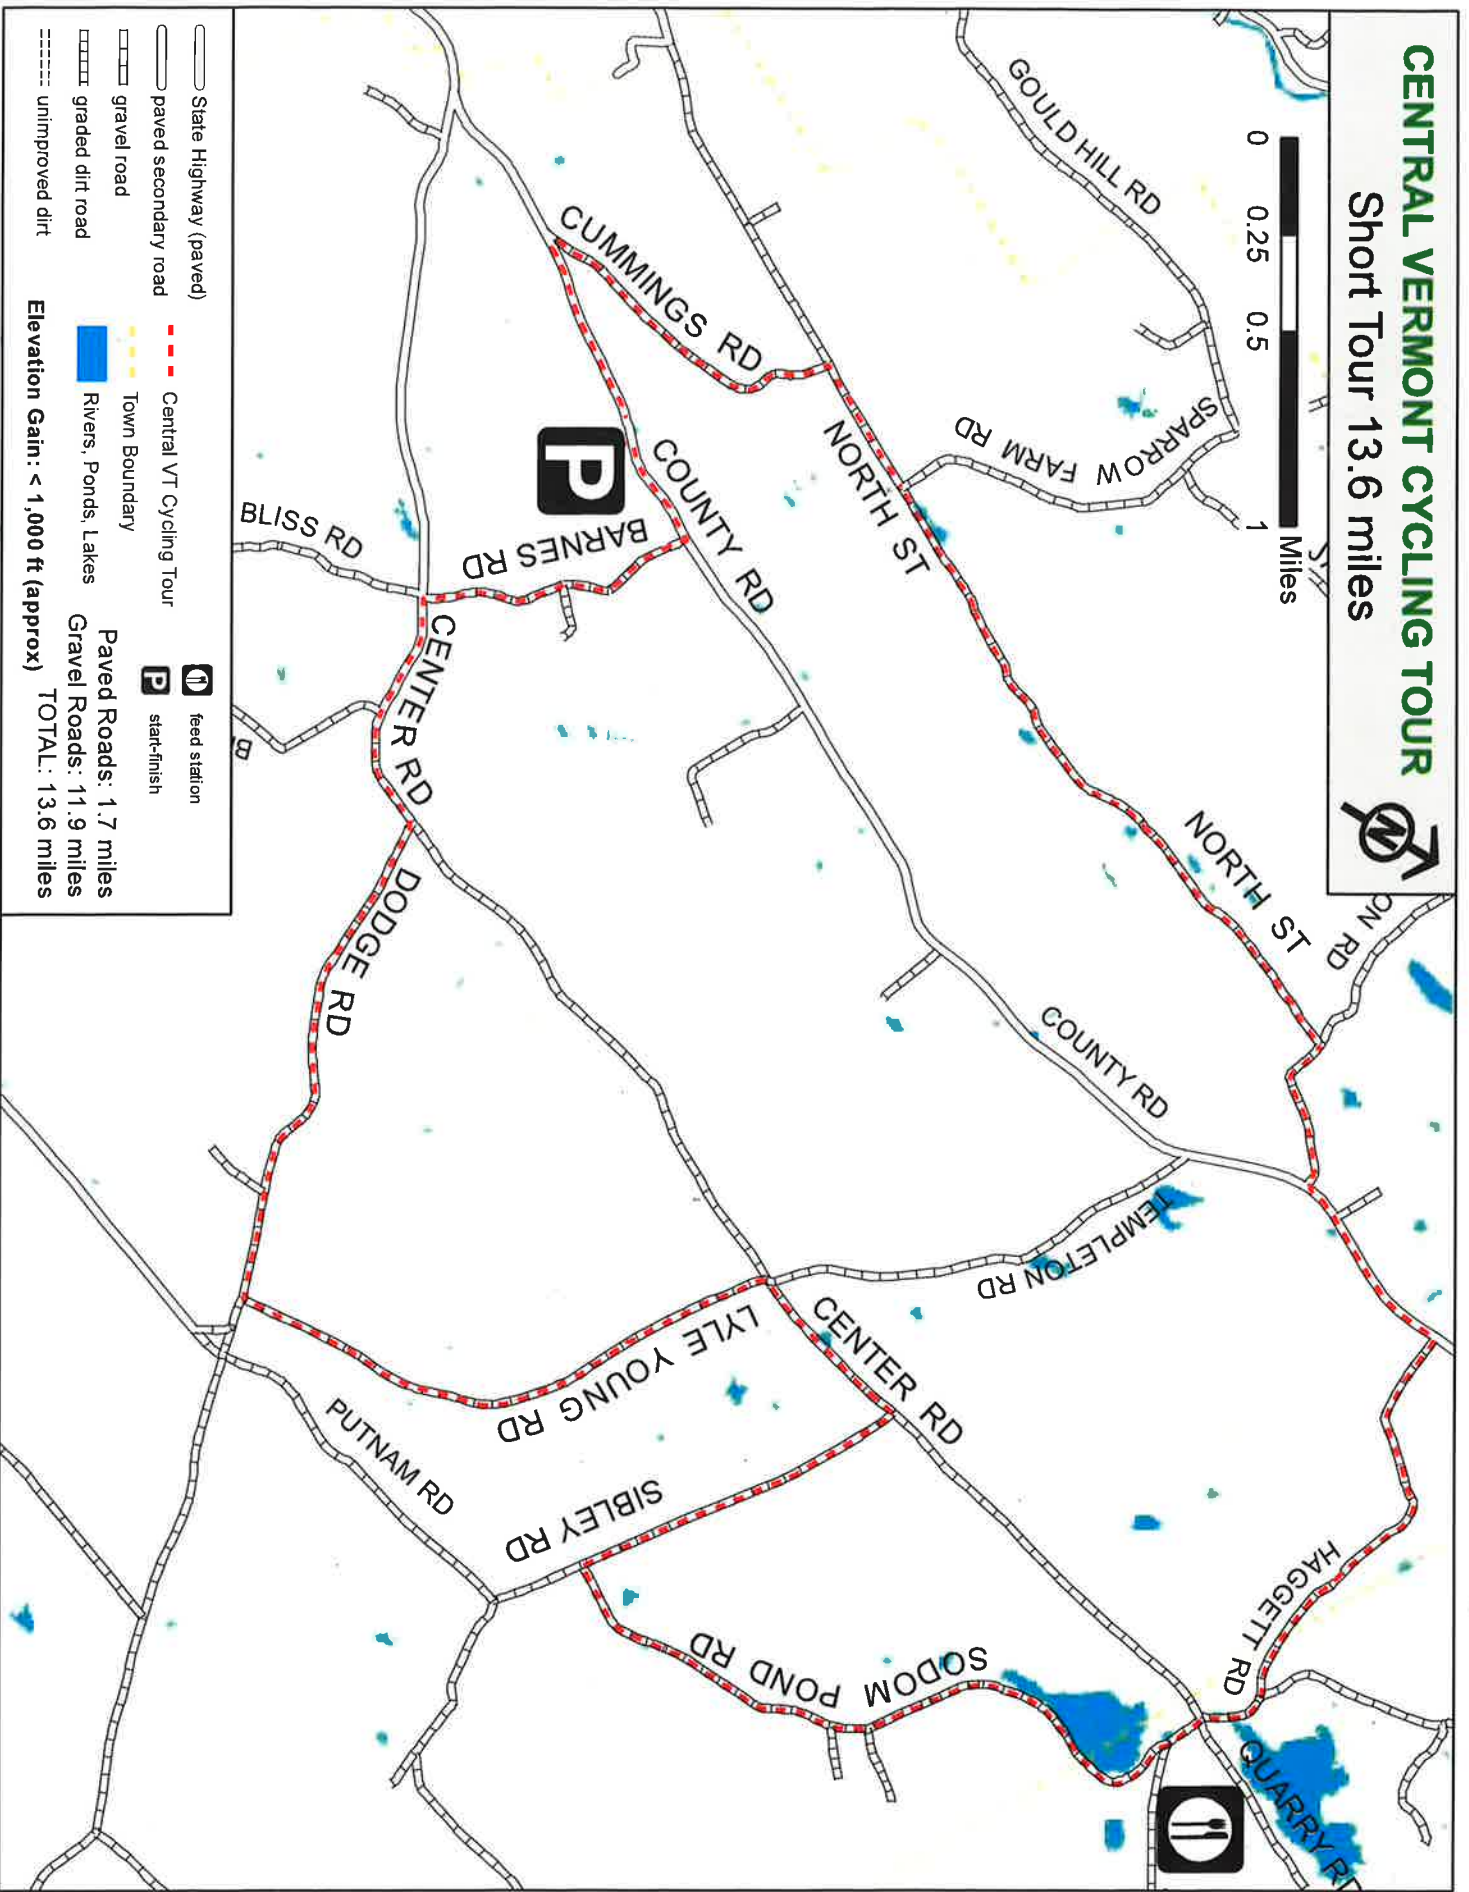 CENTRAL VERMONT CYCLING TOUR
Short Tour 13.6 miles
N
0 0.25 0.5 1
Miles
GOULD HILL RD
SPARROW FARM RD
CUMMINGS RD
NORTH ST
NORTH ST
ON RD
COUNTY RD
COUNTY RD
P
BARNES RD
BLISS RD
CENTER RD
DODGE RD
TEMPLETON RD
LYLE YOUNG RD
CENTER RD
PUTNAM RD
SIBLEY RD
SODOM POND RD
HAGGETT RD
QUARRY RD
State Highway (paved)
paved secondary road
gravel road
graded dirt road
unimproved dirt
Central VT Cycling Tour
Town Boundary
Rivers, Ponds, Lakes
feed station
P start-finish
Paved Roads: 1.7 miles
Gravel Roads: 11.9 miles
TOTAL: 13.6 miles
Elevation Gain: < 1,000 ft (approx)